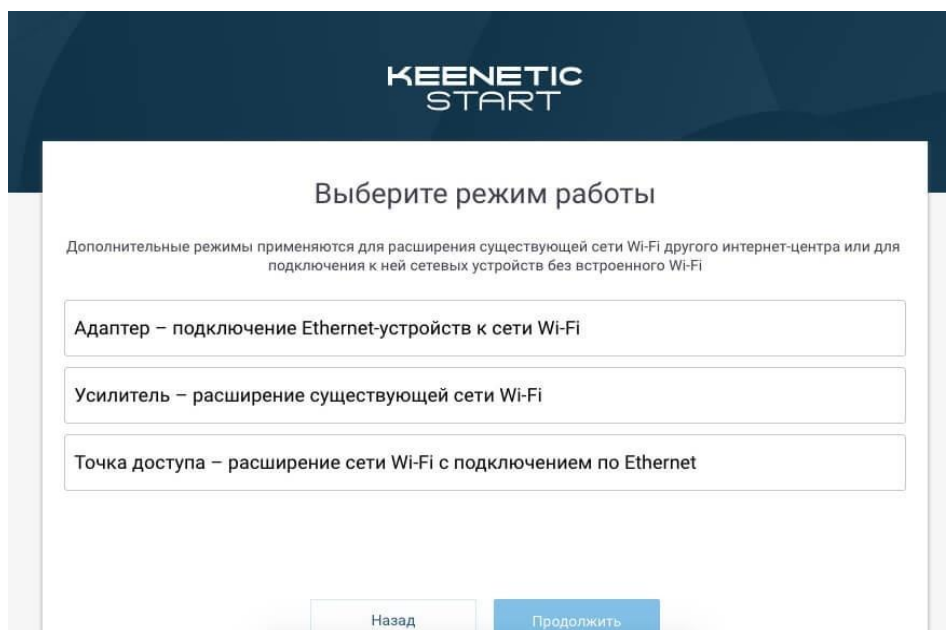 KEENETIC
START
Выберите режим работы
Дополнительные режимы применяются для расширения существующей сети Wi-Fi другого интернет-центра или для
подключения к ней сетевых устройств без встроенного Wi-Fi
Адаптер – подключение Ethernet-устройств к сети Wi-Fi
Усилитель – расширение существующей сети Wi-Fi
Точка доступа – расширение сети Wi-Fi с подключением по Ethernet
Назад
Продолжить